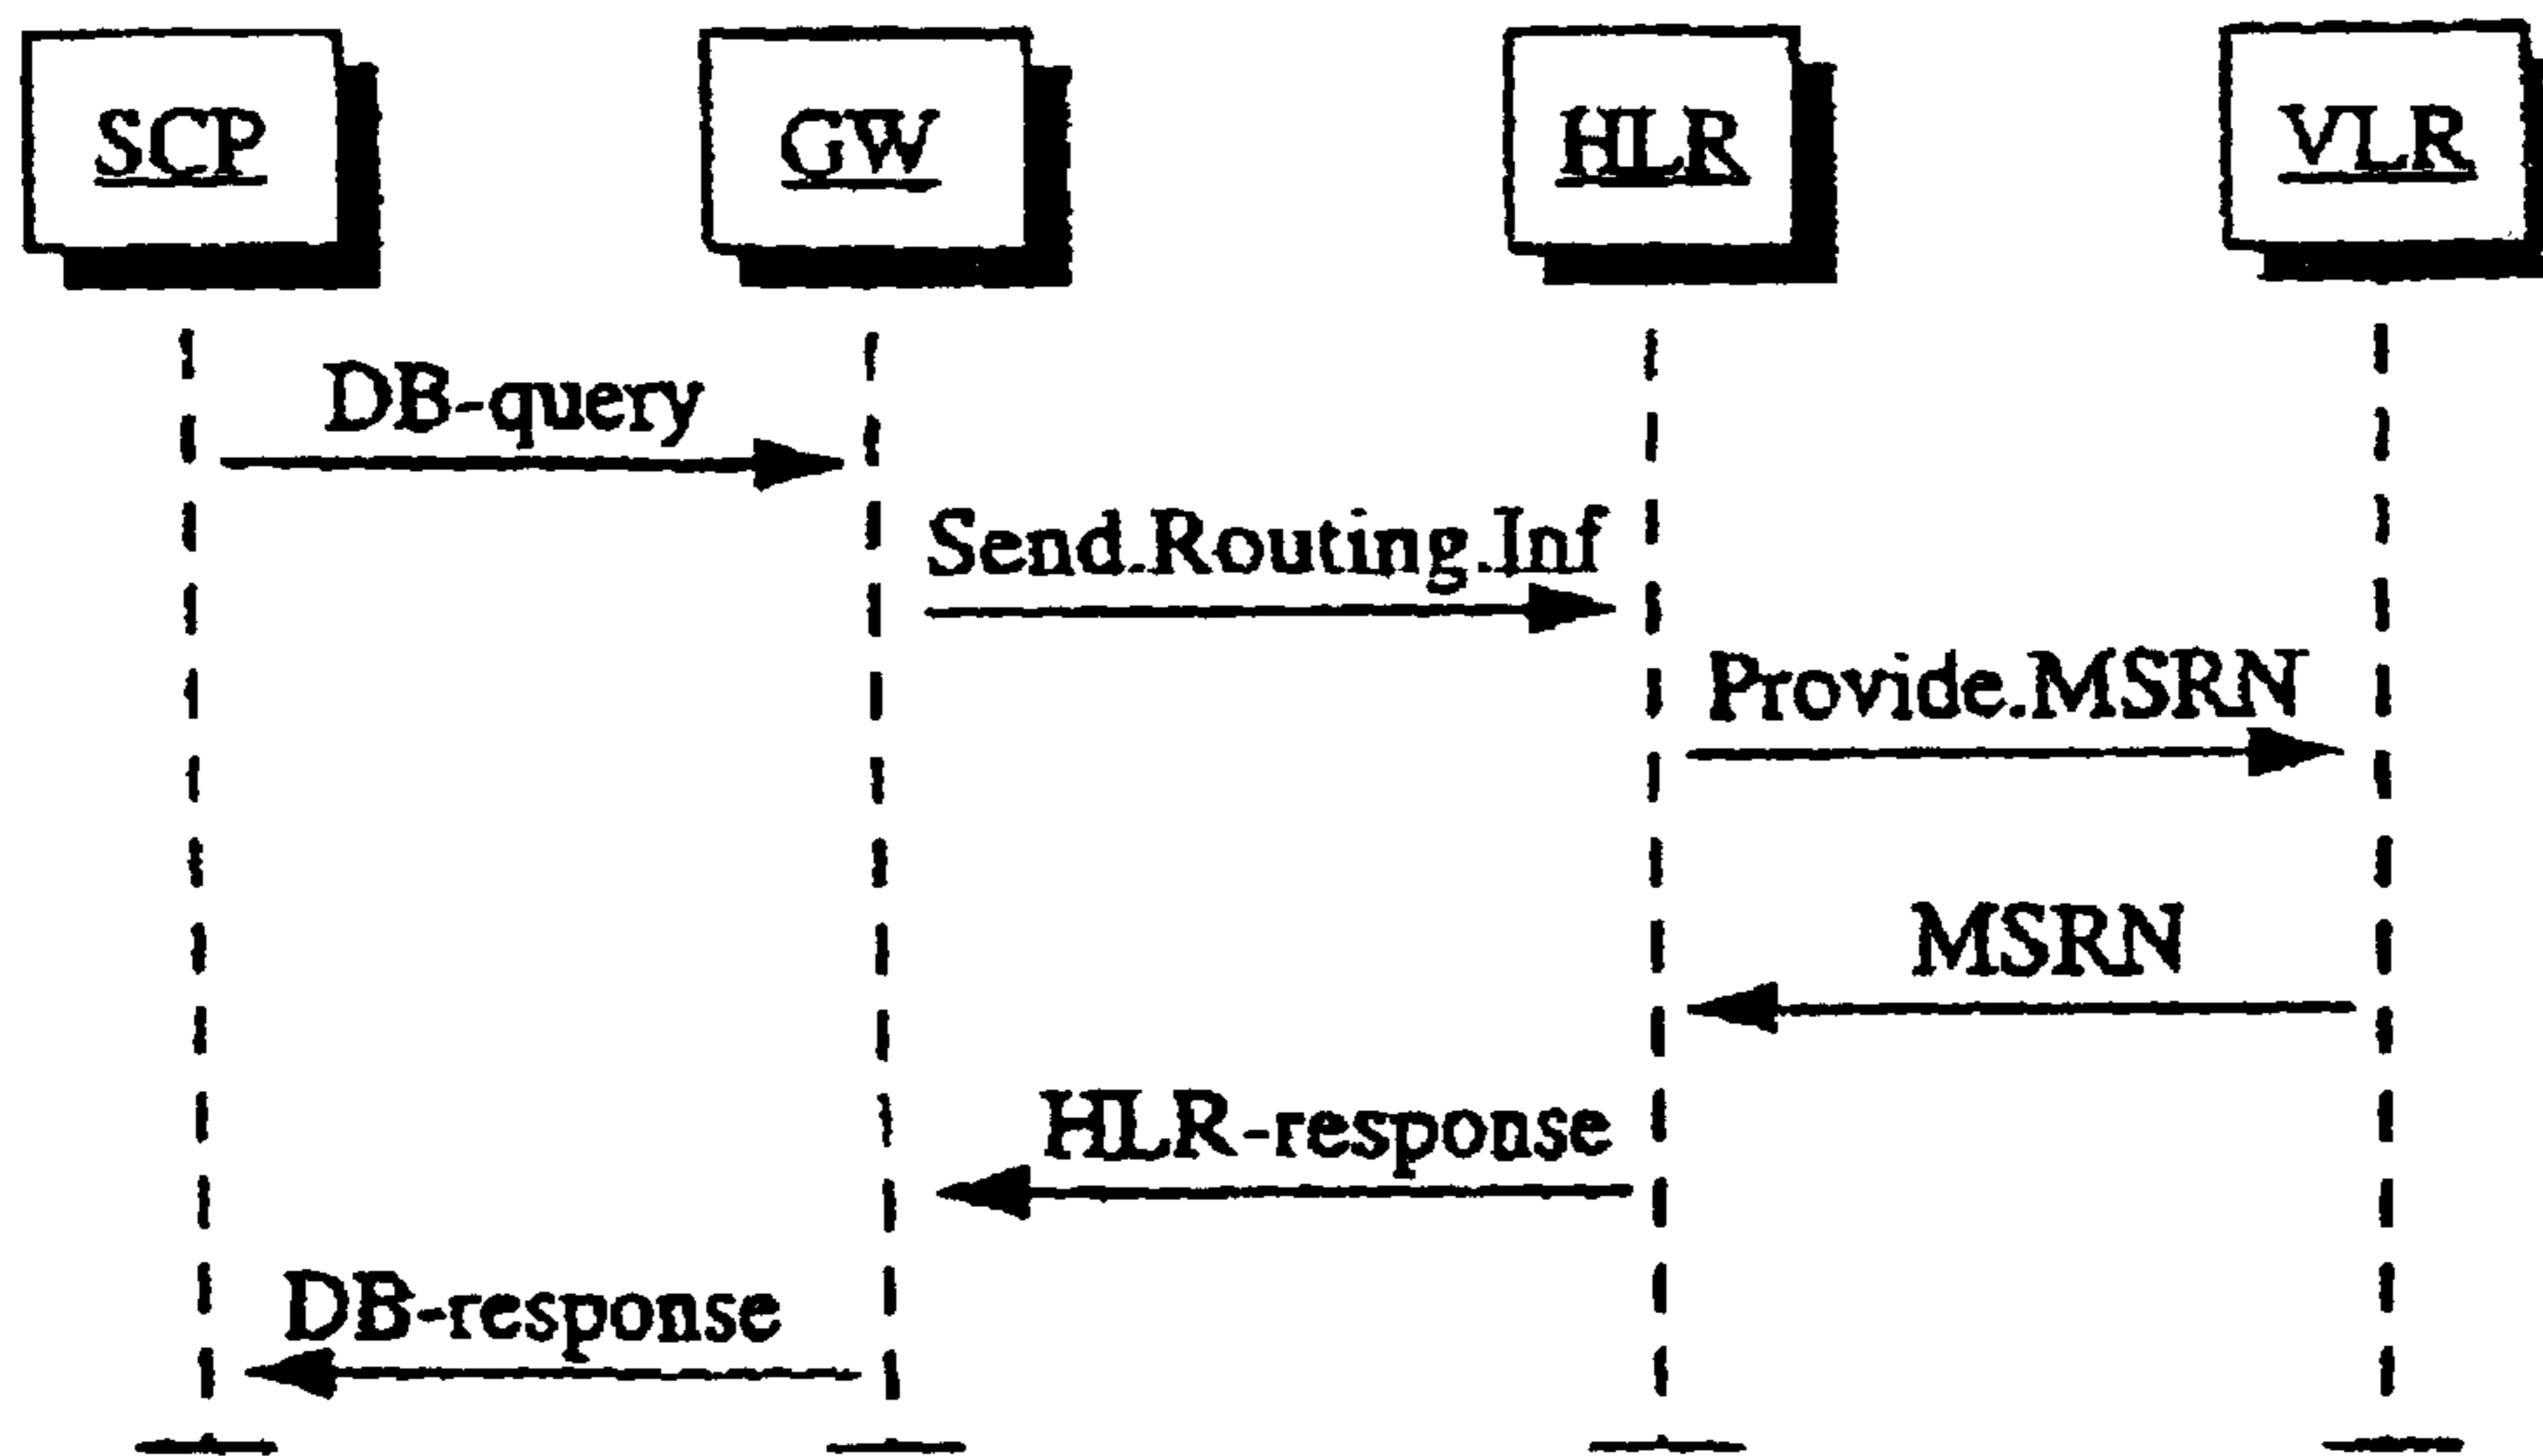 SCP
GW
HLR
VLR
DB-query
Send.Routing.Inf
Provide.MSRN
MSRN
HLR-response
DB-response